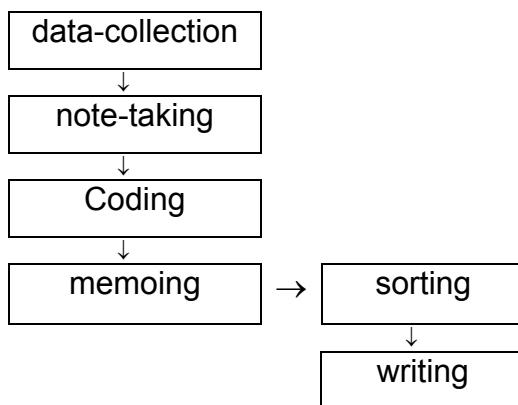 data-collection
↓
note-taking
↓
Coding
↓
memoing → sorting
↓
writing